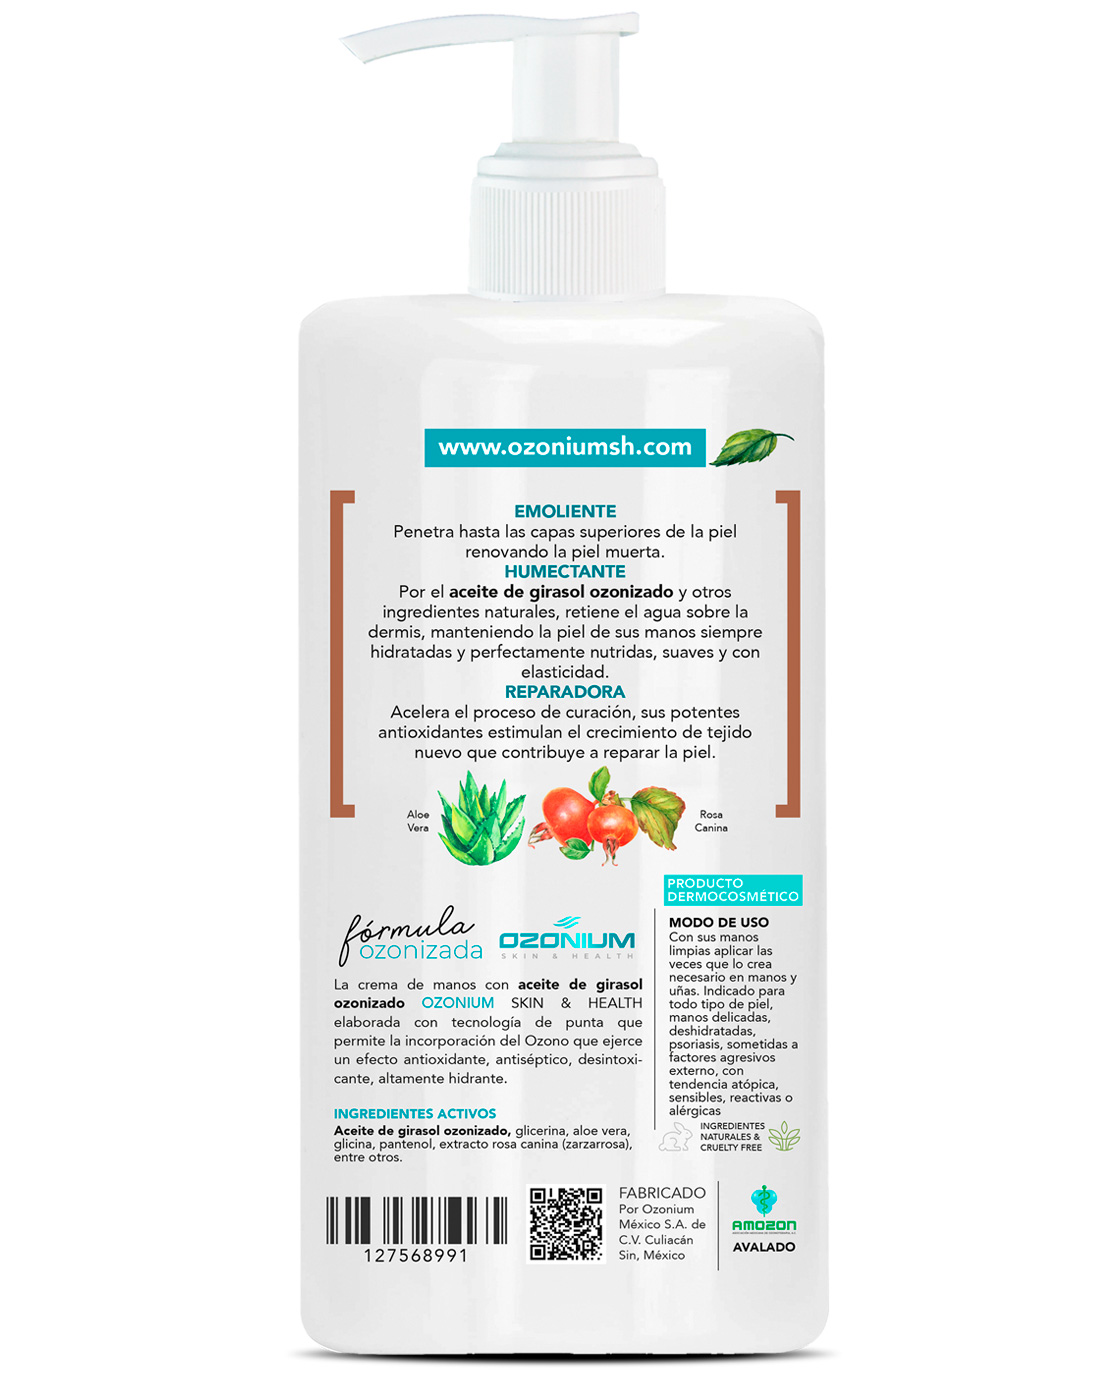 www.ozoniumsh.com
EMOLIENTE
Penetra hasta las capas superiores de la piel
renovando la piel muerta.
HUMECTANTE
Por el aceite de girasol ozonizado y otros
ingredientes naturales, retiene el agua sobre la
dermis, manteniendo la piel de sus manos siempre
hidratadas y perfectamente nutridas, suaves y con
elasticidad.
REPARADORA
Acelera el proceso de curación, sus potentes
antioxidantes estimulan el crecimiento de tejido
nuevo que contribuye a reparar la piel.
Aloe
Vera
Rosa
Canina
fórmula
ozonizada
OZONIUM
SKIN & HEALTH
La crema de manos con aceite de girasol
ozonizado OZONIUM SKIN & HEALTH
elaborada con tecnología de punta que
permite la incorporación del Ozono que ejerce
un efecto antioxidante, antiséptico, desintoxi-
cante, altamente hidrante.
INGREDIENTES ACTIVOS
Aceite de girasol ozonizado, glicerina, aloe vera,
glicina, pantenol, extracto rosa canina (zarzarrosa),
entre otros.
PRODUCTO
DERMOCOSMÉTICO
MODO DE USO
Con sus manos
limpias aplicar las
veces que lo crea
necesario en manos y
uñas. Indicado para
todo tipo de piel,
manos delicadas,
deshidratadas,
psoriasis, sometidas a
factores agresivos
externo, con
tendencia atópica,
sensibles, reactivas o
alérgicas
INGREDIENTES
NATURALES &
CRUELTY FREE
127568991
FABRICADO
Por Ozonium
México S.A. de
C.V. Culiacán
Sin, México
AMOZON
AVALADO